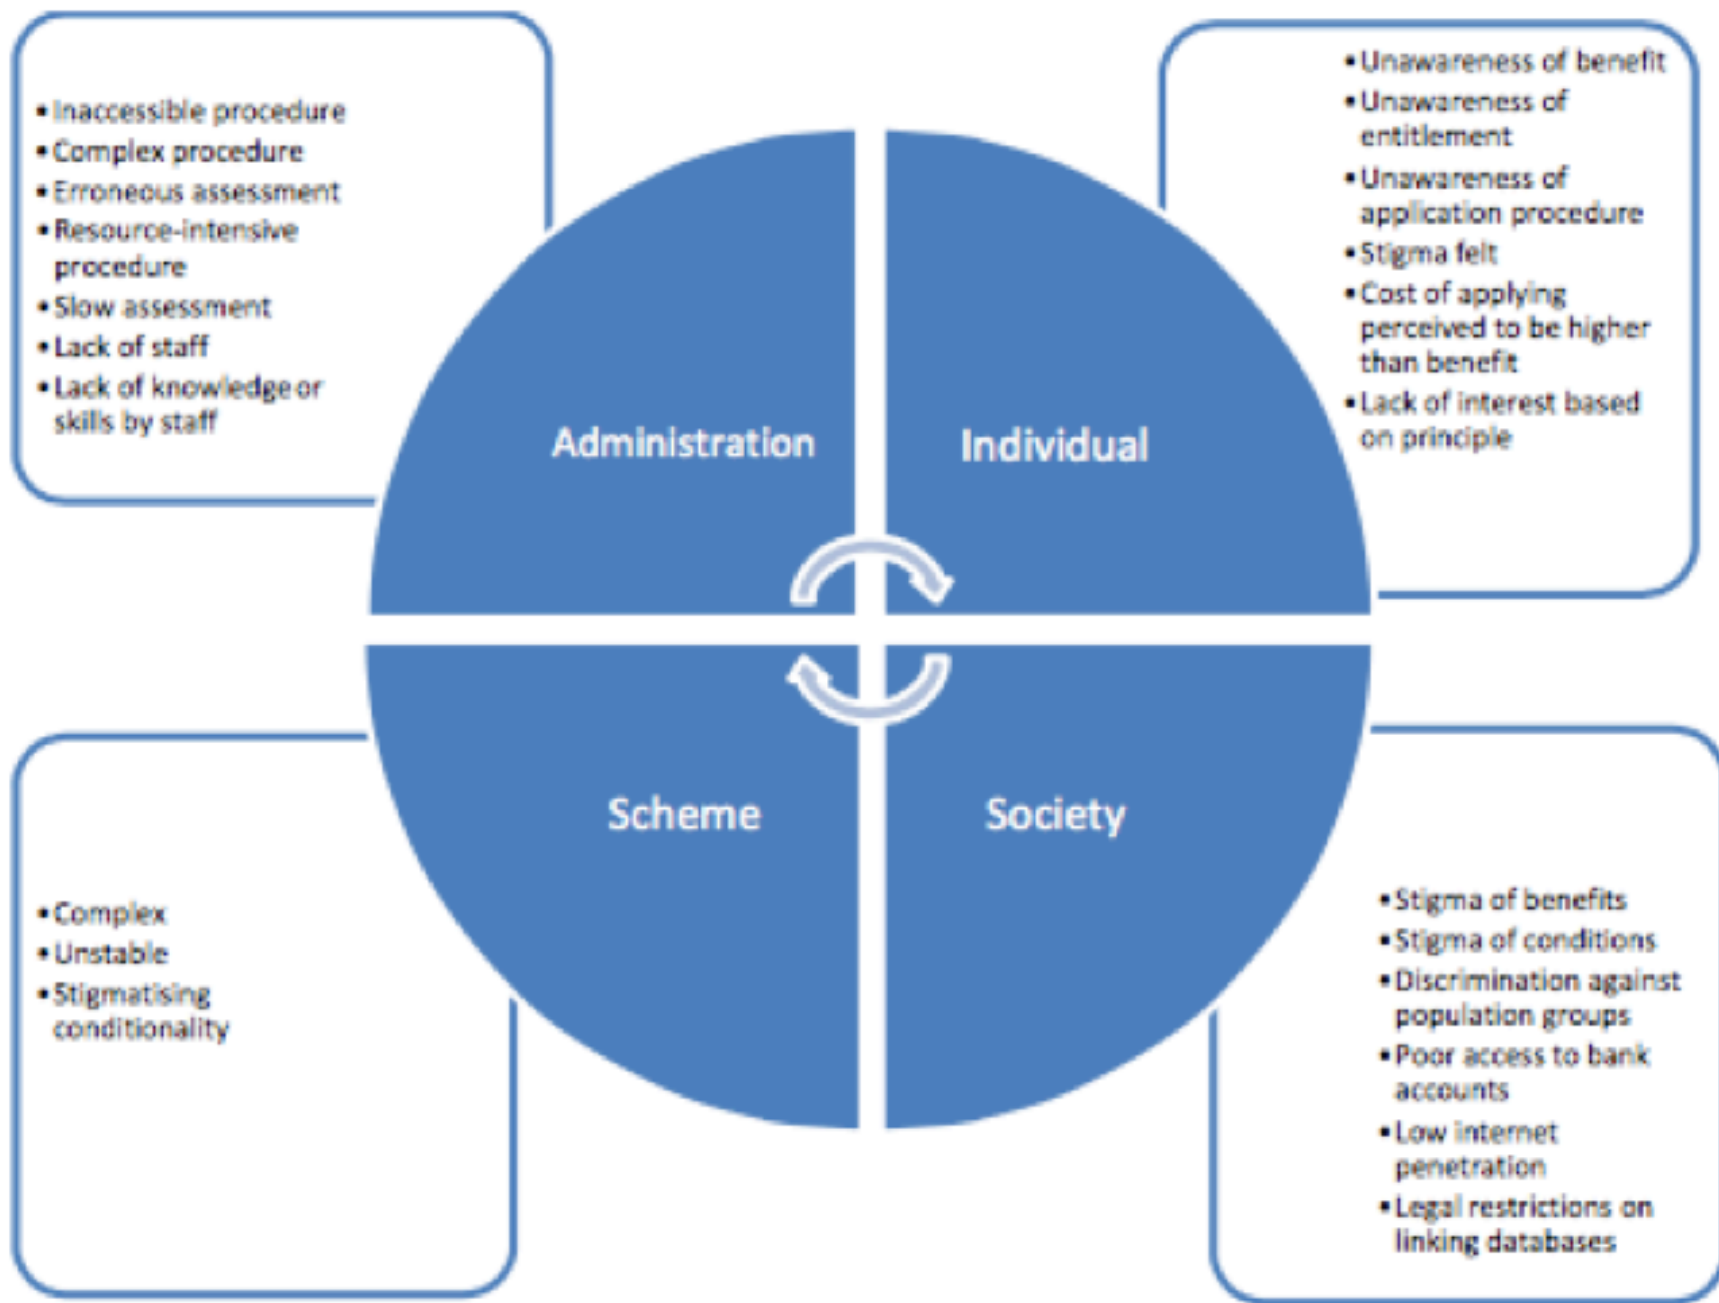 • Inaccessible procedure
• Complex procedure
• Erroneous assessment
• Resource-intensive
procedure
• Slow assessment
• Lack of staff
• Lack of knowledge or
skills by staff
• Unawareness of benefit
• Unawareness of
entitlement
• Unawareness of
application procedure
• Stigma felt
• Cost of applying
perceived to be higher
than benefit
• Lack of interest based
on principle
Administration
Individual
Scheme
Society
• Complex
• Unstable
• Stigmatising
conditionality
• Stigma of benefits
• Stigma of conditions
• Discrimination against
population groups
• Poor access to bank
accounts
• Low internet
penetration
• Legal restrictions on
linking databases